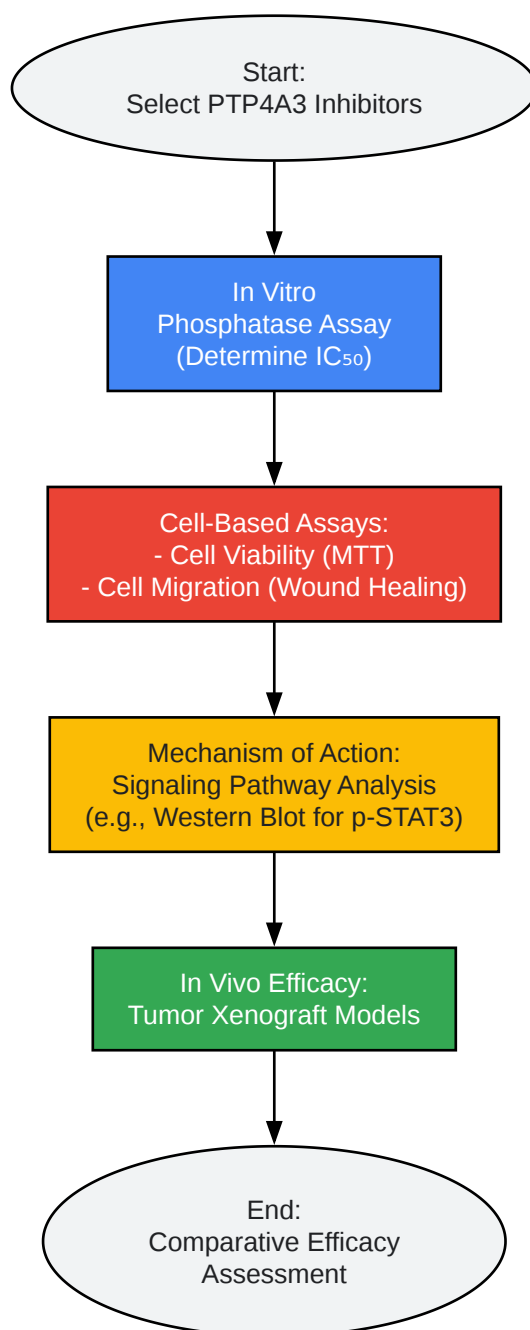 Start:
Select PTP4A3 Inhibitors
In Vitro
Phosphatase Assay
(Determine IC₅₀)
Cell-Based Assays:
- Cell Viability (MTT)
- Cell Migration (Wound Healing)
Mechanism of Action:
Signaling Pathway Analysis
(e.g., Western Blot for p-STAT3)
In Vivo Efficacy:
Tumor Xenograft Models
End:
Comparative Efficacy
Assessment